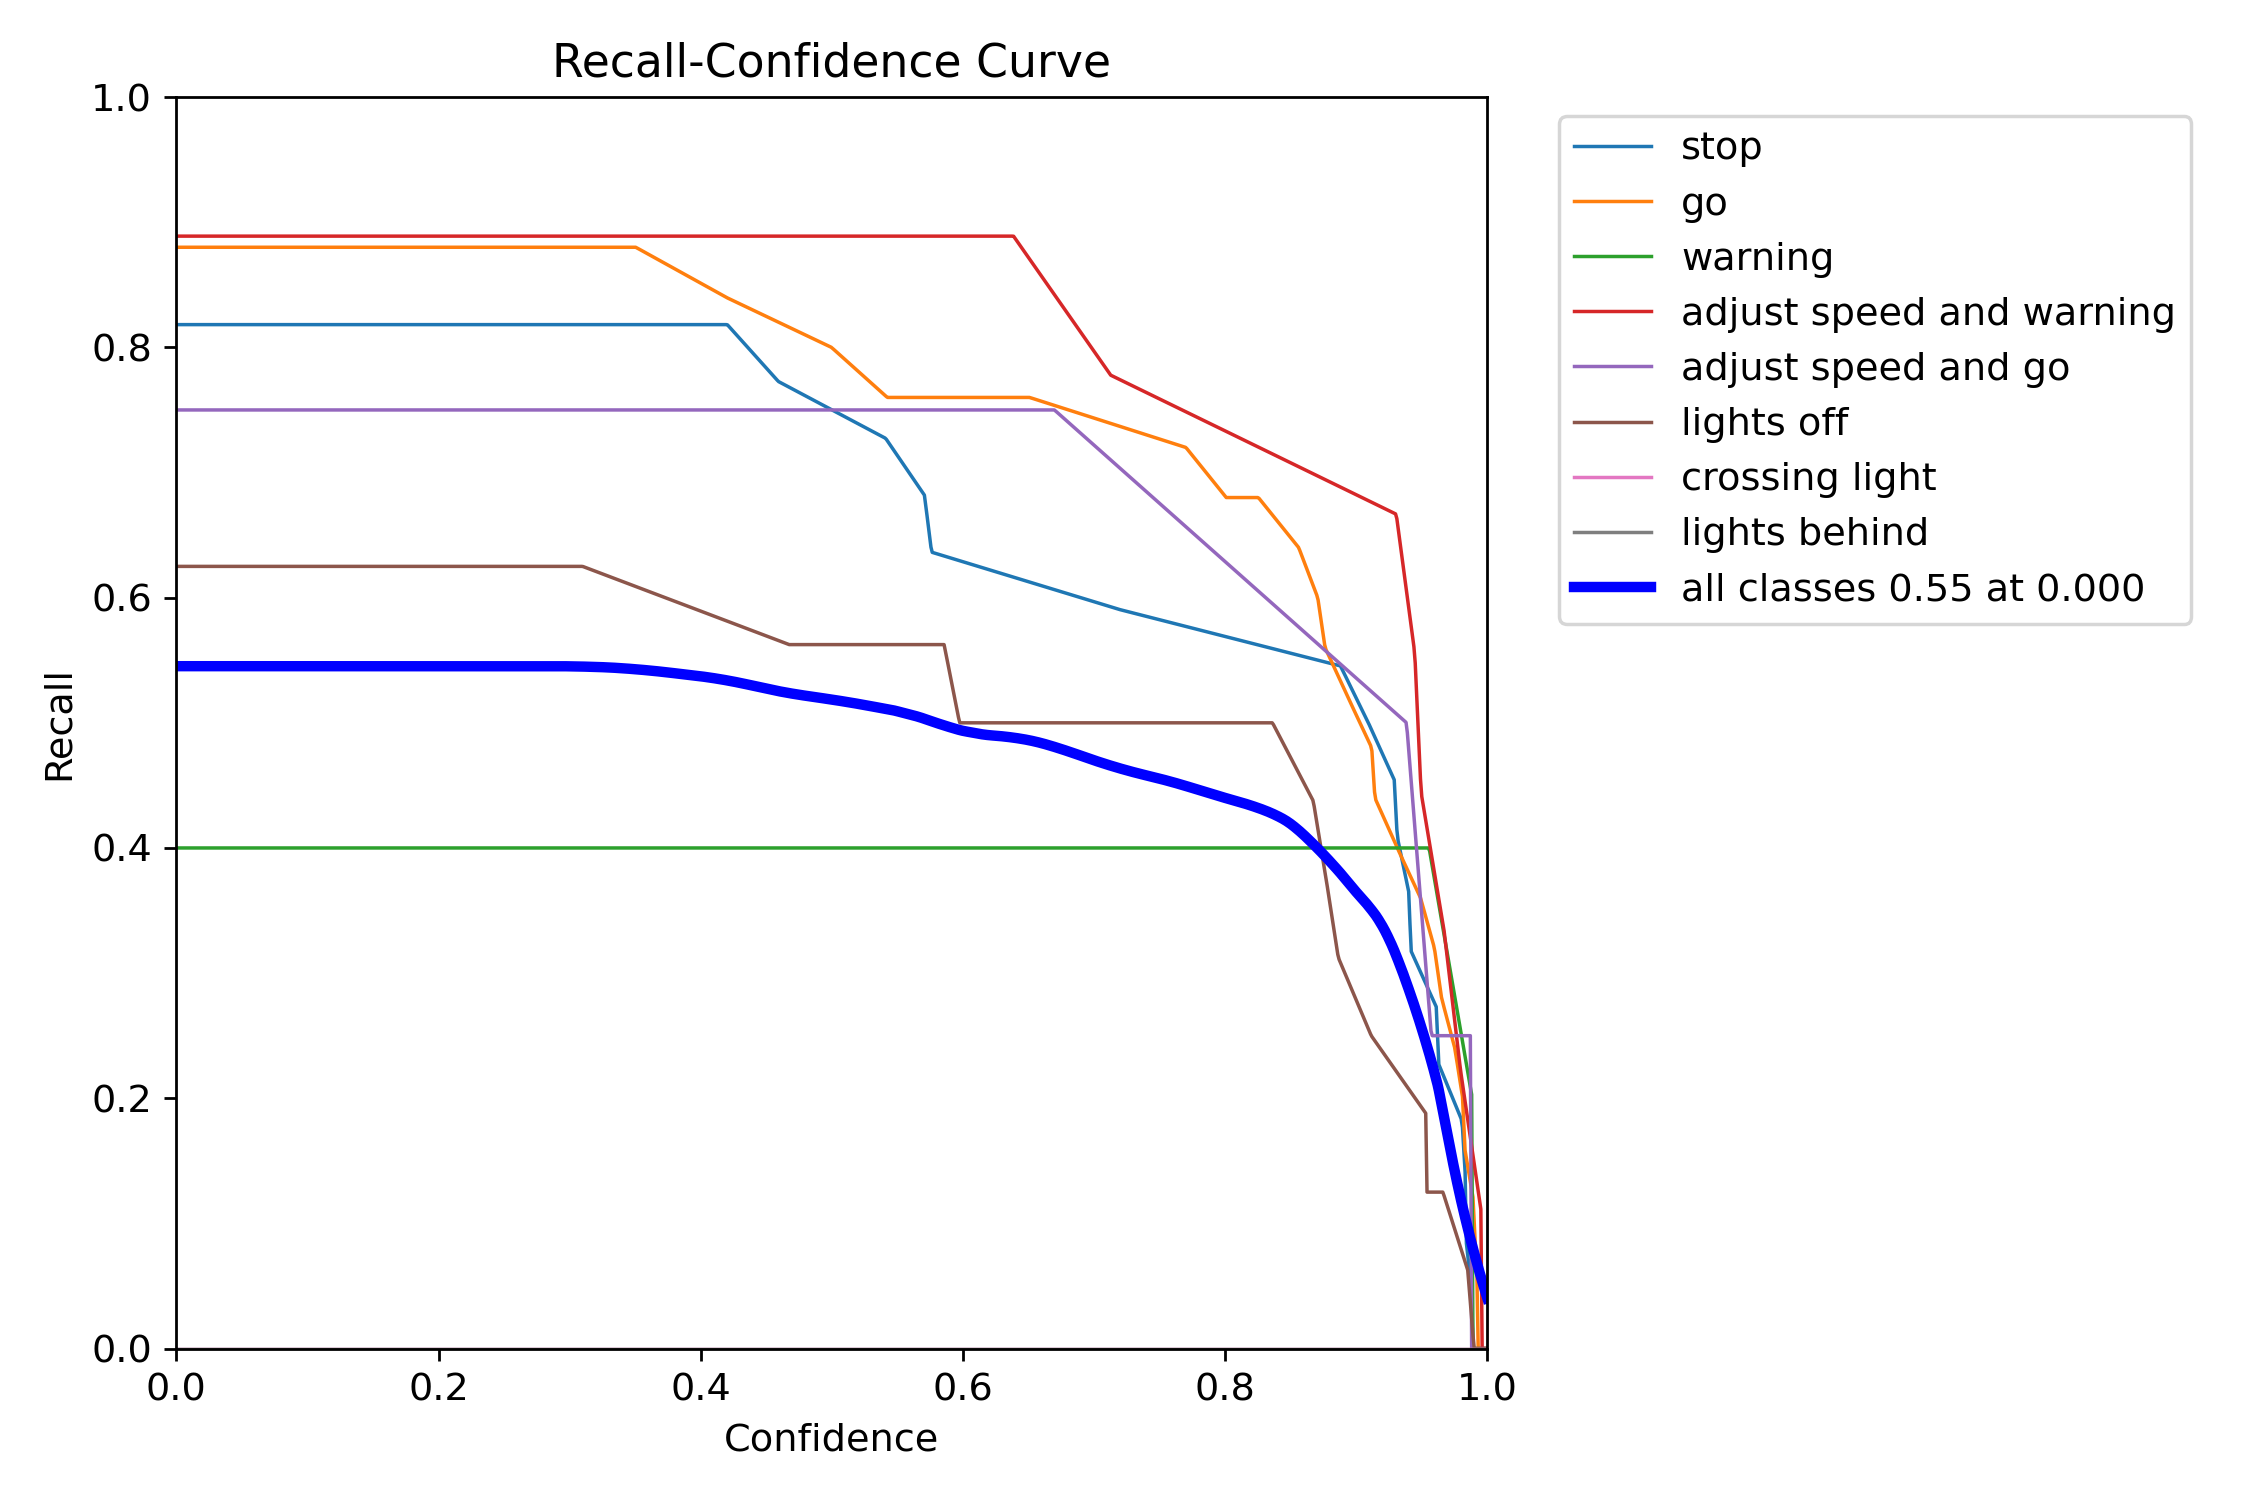 Recall-Confidence Curve
1.0
0.8
0.6
0.4
0.2
0.0
Recall
0.0 0.2 0.4 0.6 0.8 1.0
Confidence
stop
go
warning
adjust speed and warning
adjust speed and go
lights off
crossing light
lights behind
all classes 0.55 at 0.000